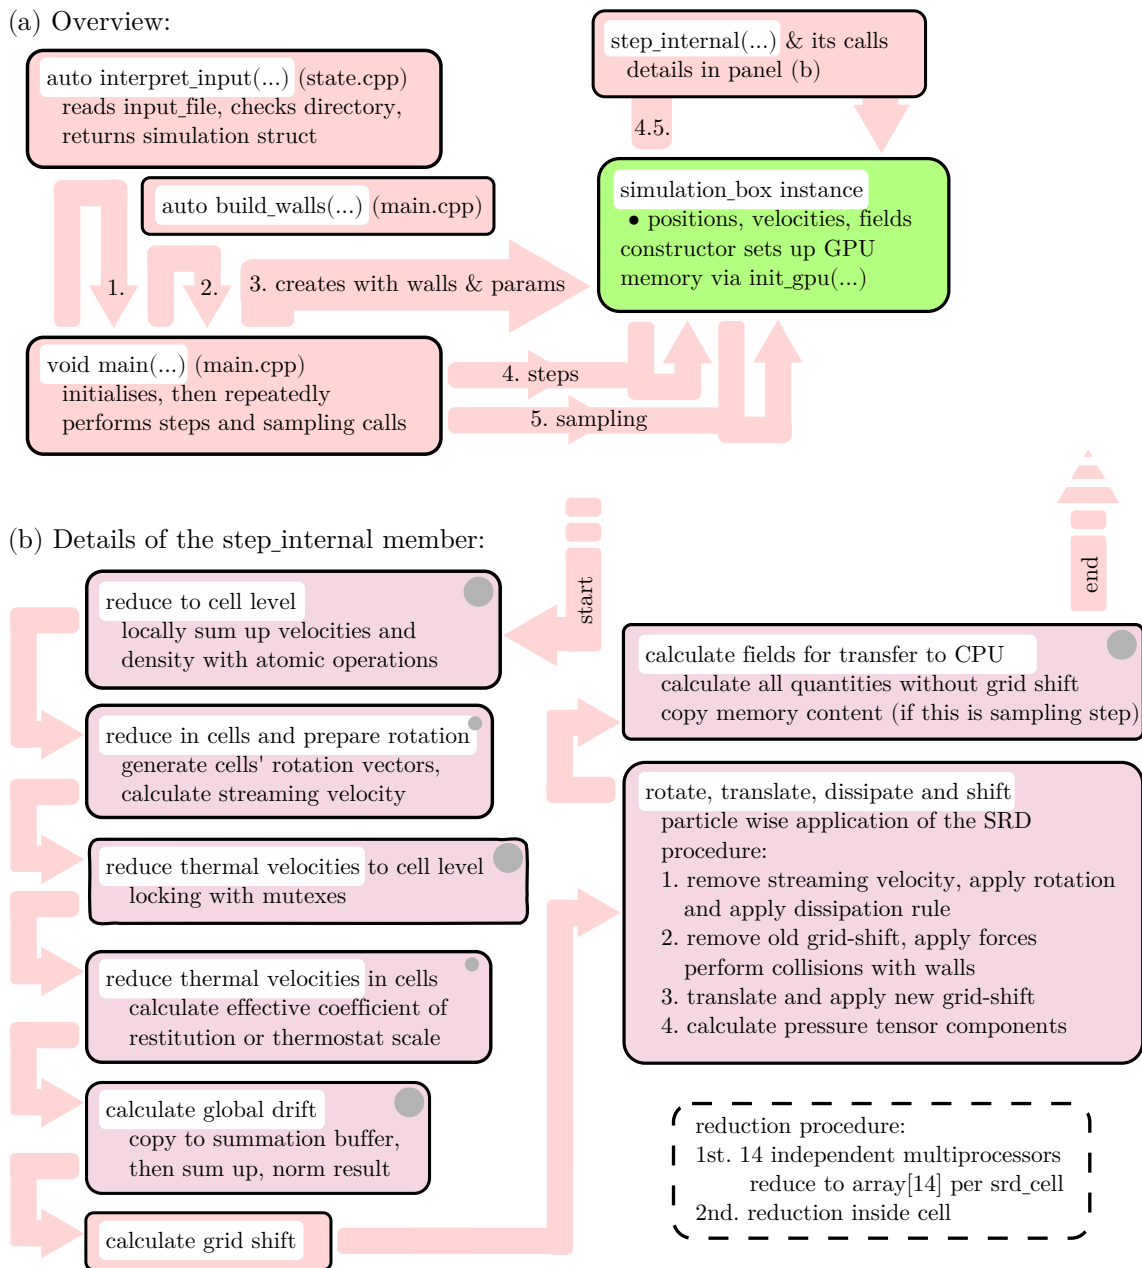 (a) Overview:
auto interpret_input(...) (state.cpp)
reads input_file, checks directory,
returns simulation struct
auto build_walls(...) (main.cpp)
1.
2.
3. creates with walls & params
void main(...) (main.cpp)
initialises, then repeatedly
performs steps and sampling calls
step_internal(...) & its calls
details in panel (b)
4.5.
simulation_box instance
• positions, velocities, fields
constructor sets up GPU
memory via init_gpu(...)
4. steps
5. sampling
(b) Details of the step_internal member:
start
end
reduce to cell level
locally sum up velocities and
density with atomic operations
reduce in cells and prepare rotation
generate cells' rotation vectors,
calculate streaming velocity
reduce thermal velocities to cell level
locking with mutexes
reduce thermal velocities in cells
calculate effective coefficient of
restitution or thermostat scale
calculate global drift
copy to summation buffer,
then sum up, norm result
calculate grid shift
calculate fields for transfer to CPU
calculate all quantities without grid shift
copy memory content (if this is sampling step)
rotate, translate, dissipate and shift
particle wise application of the SRD
procedure:
1. remove streaming velocity, apply rotation
and apply dissipation rule
2. remove old grid-shift, apply forces
perform collisions with walls
3. translate and apply new grid-shift
4. calculate pressure tensor components
reduction procedure:
1st. 14 independent multiprocessors
reduce to array[14] per srd_cell
2nd. reduction inside cell